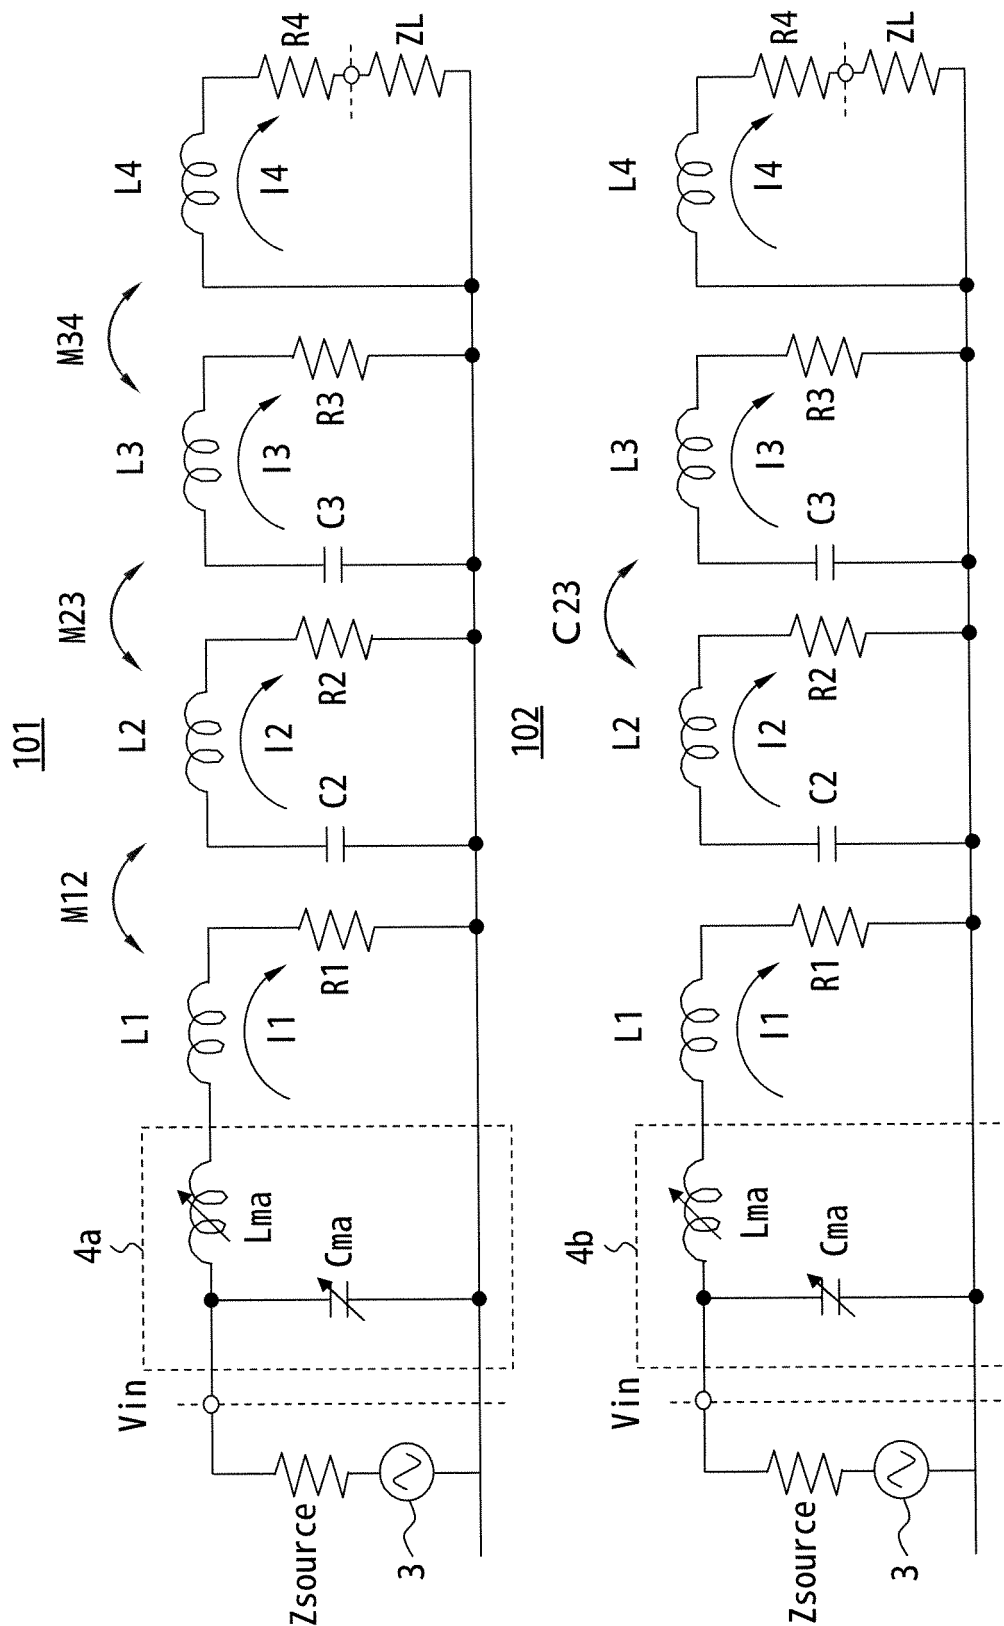 101
M12
M23
M34
4a
L1
L2
L3
L4
Vin
Lma
I1
I2
I3
I4
Cma
R1
C2
R2
C3
R3
R4
ZL
Zsource
3
102
C23
4b
L1
L2
L3
L4
Vin
Lma
I1
I2
I3
I4
Cma
R1
C2
R2
C3
R3
R4
ZL
Zsource
3